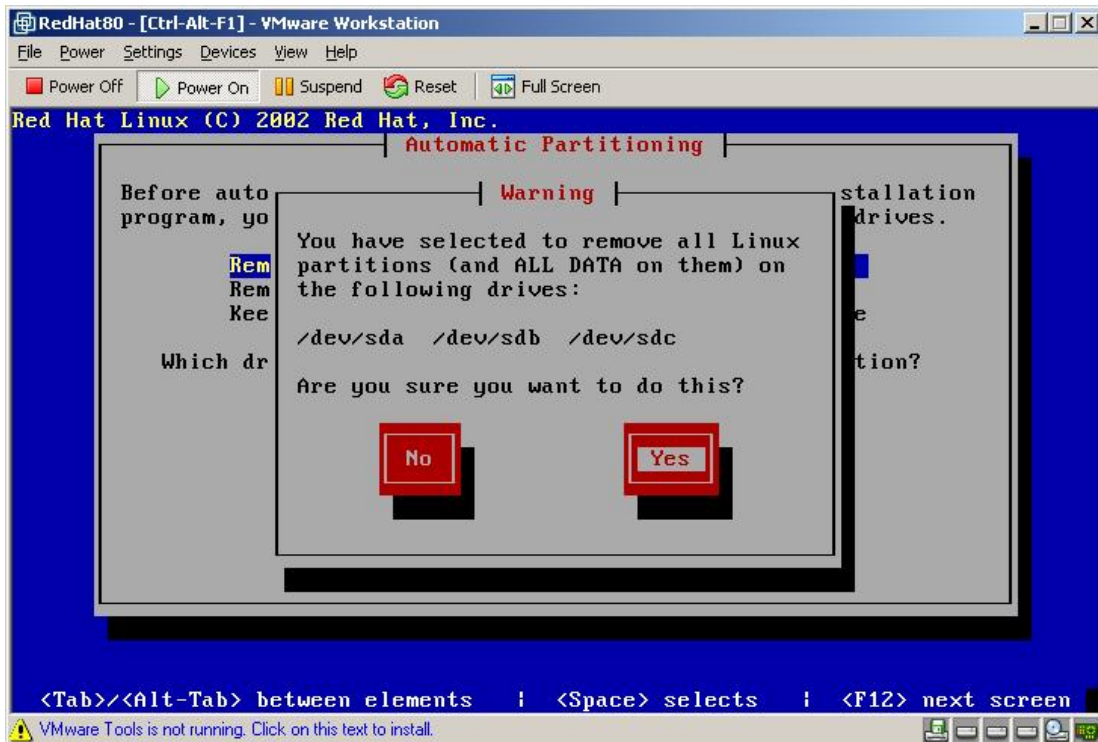 RedHat80 - [Ctrl-Alt-F1] - VMware Workstation
File Power Settings Devices View Help
Power Off Power On Suspend Reset Full Screen
Red Hat Linux (C) 2002 Red Hat, Inc.
Automatic Partitioning
Before auto stallation
program, yo drives.
Rem
Rem
Kee e
Which dr tion?
Warning
You have selected to remove all Linux
partitions (and ALL DATA on them) on
the following drives:
/dev/sda /dev/sdb /dev/sdc
Are you sure you want to do this?
No Yes
<Tab>/<Alt-Tab> between elements | <Space> selects | <F12> next screen
VMware Tools is not running. Click on this text to install.